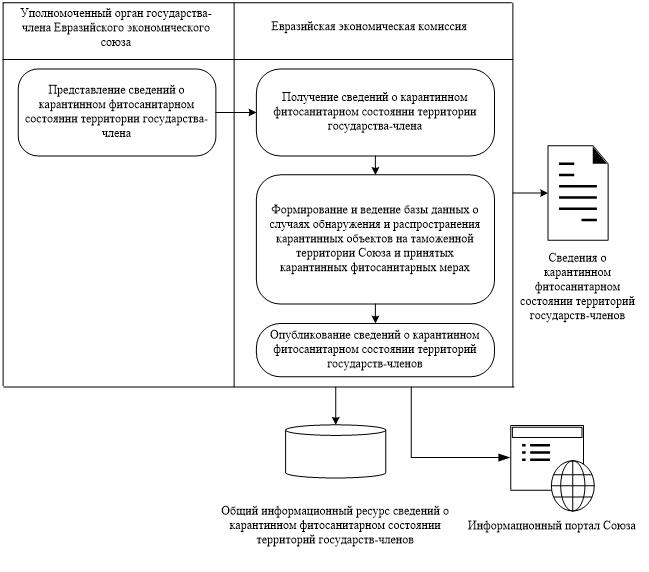 Уполномоченный орган государства-
члена Евразийского экономического
союза
Евразийская экономическая комиссия
Представление сведений о
карантинном фитосанитарном
состоянии территории государства-
члена
Получение сведений о карантинном
фитосанитарном состоянии территории
государства-члена
Формирование и ведение базы данных о
случаях обнаружения и распространения
карантинных объектов на таможенной
территории Союза и принятых
карантинных фитосанитарных мерах
Опубликование сведений о карантинном
фитосанитарном состоянии территорий
государств-членов
Сведения о
карантинном
фитосанитарном
состоянии территорий
государств-членов
Общий информационный ресурс сведений о
карантинном фитосанитарном состоянии
территорий государств-членов
Информационный портал Союза